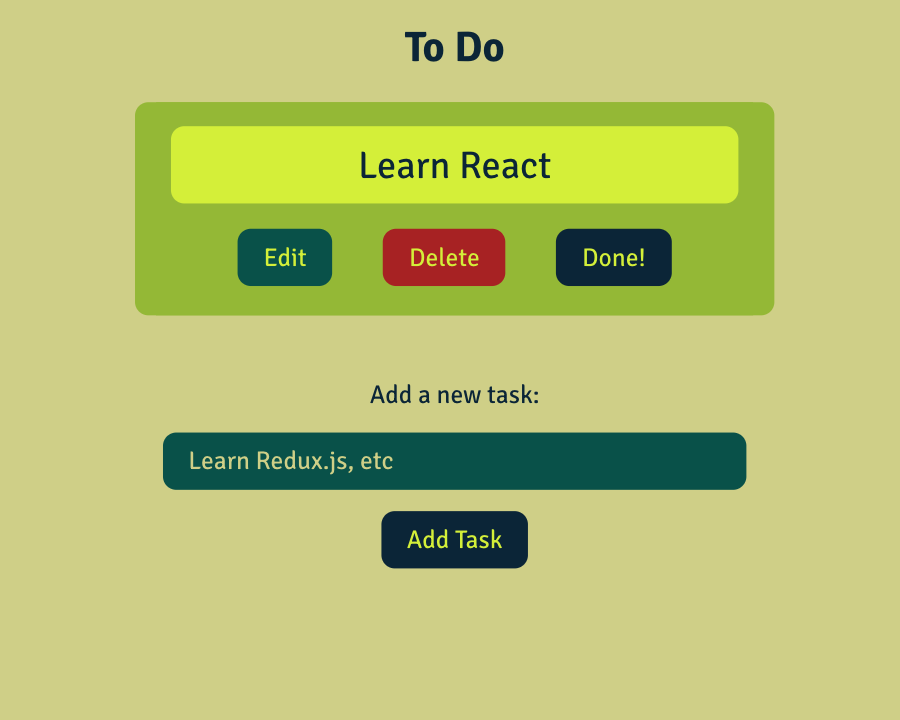 To Do
Learn React
Edit Delete Done!
Add a new task:
Learn Redux.js, etc
Add Task